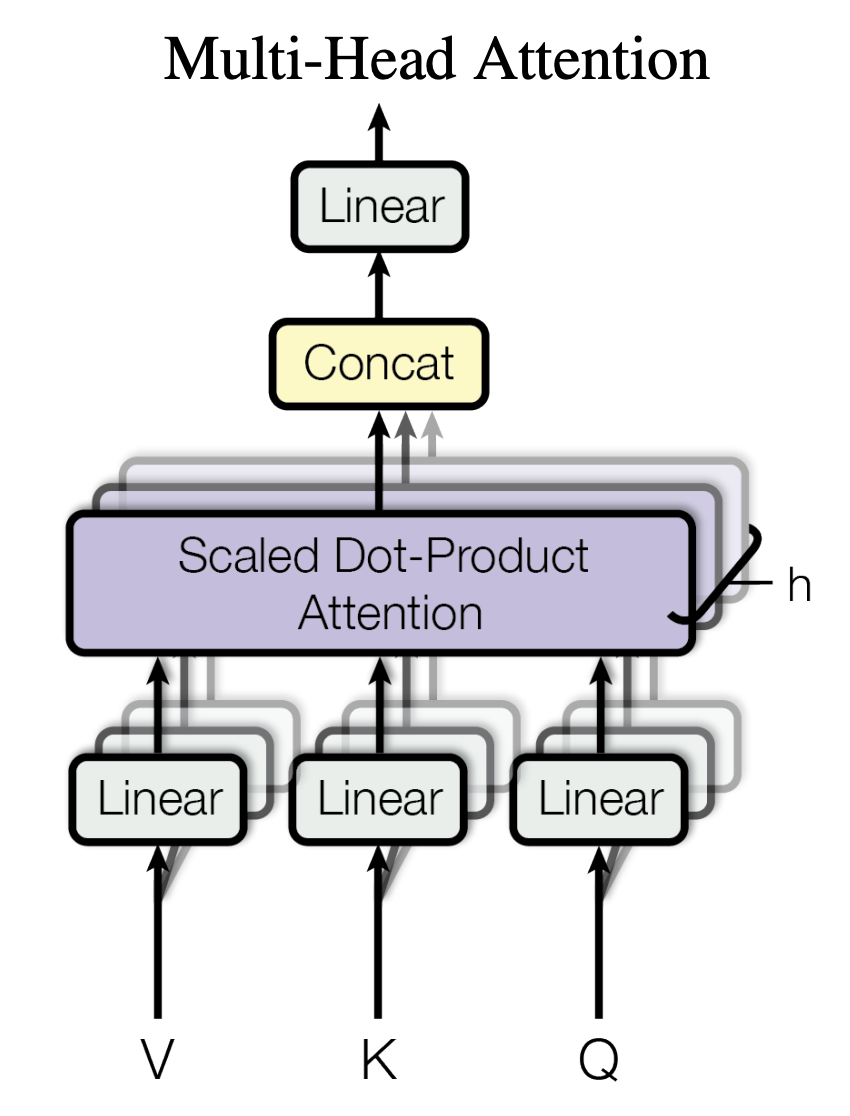 Multi-Head Attention
Linear
Concat
Scaled Dot-Product
Attention
h
Linear
Linear
Linear
V
K
Q